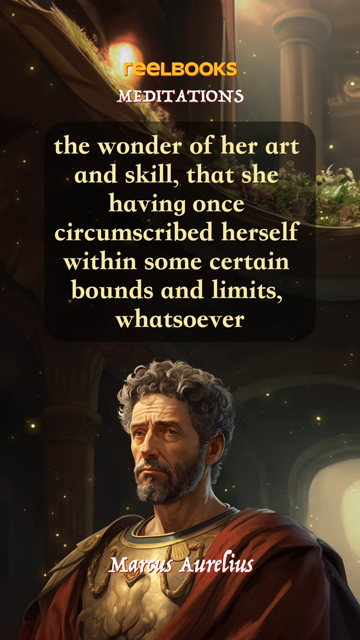 reelBOOKS
MEDITATIONS
the wonder of her art
and skill, that she
having once
circumscribed herself
within some certain
bounds and limits,
whatsoever
Marcus Aurelius